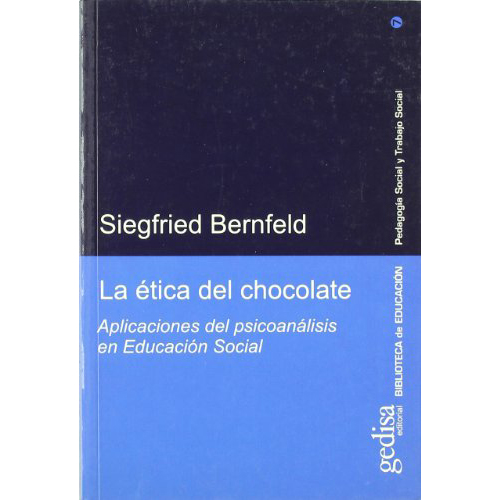 Siegfried Bernfeld
La ética del chocolate
Aplicaciones del psicoanálisis
en Educación Social
gedisa
editorial
BIBLIOTECA de EDUCACIÓN
Pedagogía Social y Trabajo Social
7